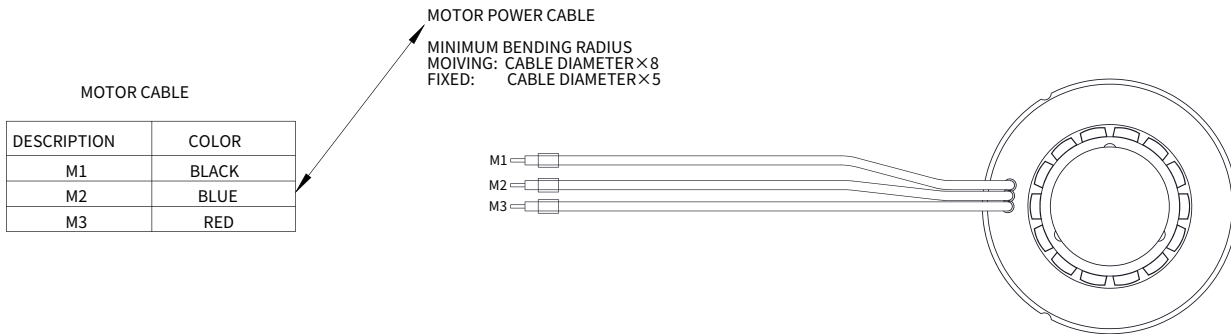 MOTOR POWER CABLE
MINIMUM BENDING RADIUS
MOIVING: CABLE DIAMETER×8
FIXED: CABLE DIAMETER×5
MOTOR CABLE
DESCRIPTION COLOR
M1 BLACK
M2 BLUE
M3 RED
M1
M2
M3